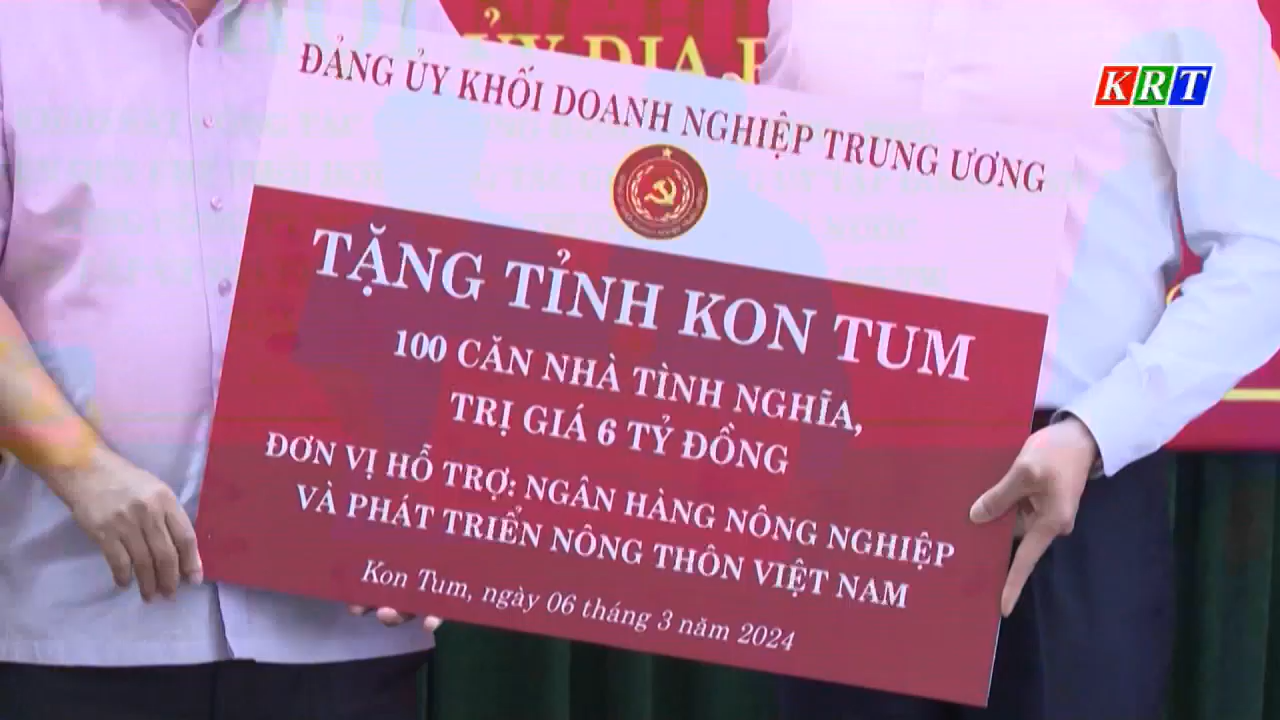 KRT
ĐẢNG ỦY KHỐI DOANH NGHIỆP TRUNG ƯƠNG
TẶNG TỈNH KON TUM
100 CĂN NHÀ TÌNH NGHĨA,
TRỊ GIÁ 6 TỶ ĐỒNG
ĐƠN VỊ HỖ TRỢ: NGÂN HÀNG NÔNG NGHIỆP
VÀ PHÁT TRIỂN NÔNG THÔN VIỆT NAM
Kon Tum, ngày 06 tháng 3 năm 2024